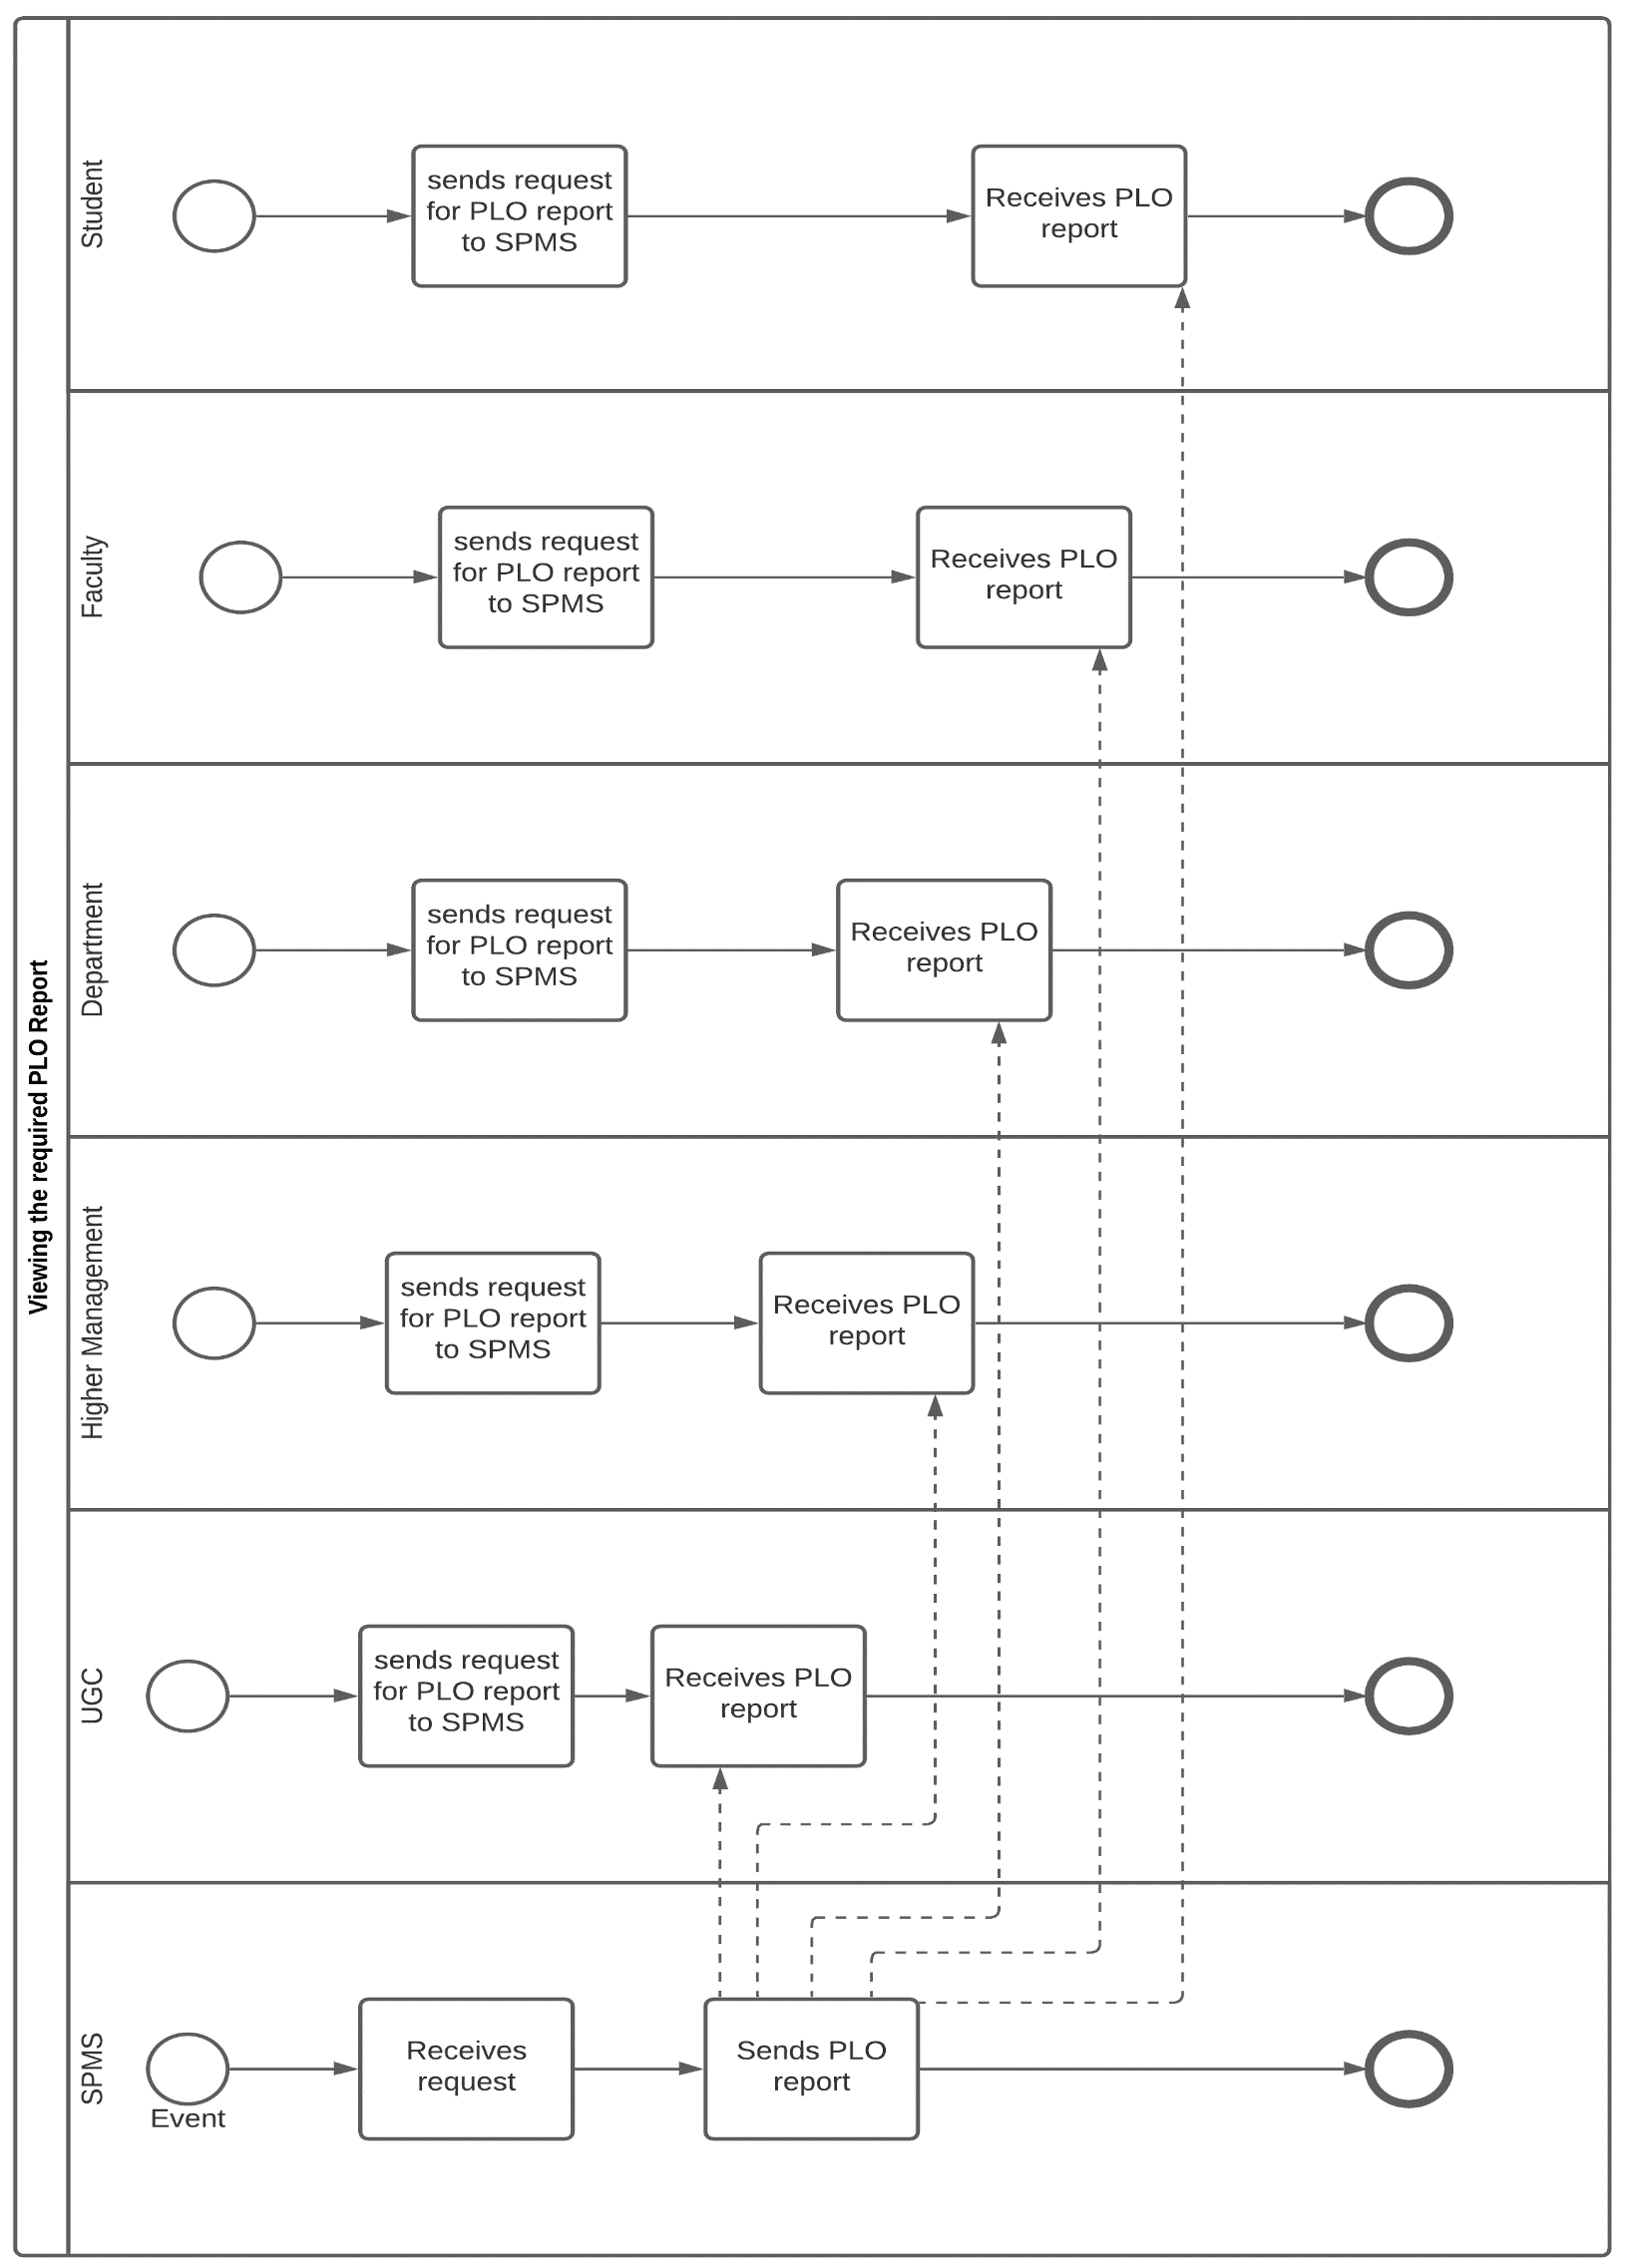 Viewing the required PLO Report
Student
sends request
for PLO report
to SPMS
Receives PLO
report
Faculty
sends request
for PLO report
to SPMS
Receives PLO
report
Department
sends request
for PLO report
to SPMS
Receives PLO
report
Higher Management
sends request
for PLO report
to SPMS
Receives PLO
report
UGC
sends request
for PLO report
to SPMS
Receives PLO
report
SPMS
Event
Receives
request
Sends PLO
report